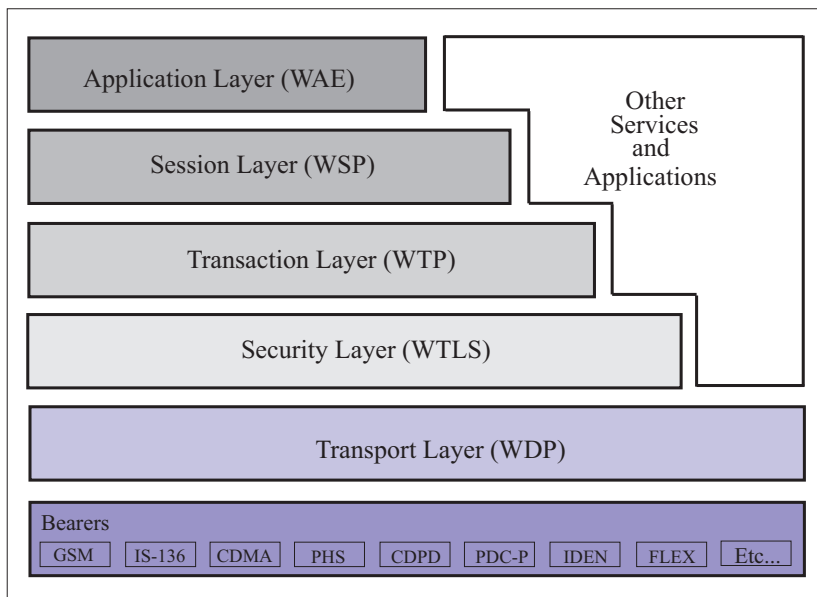 Application Layer (WAE)
Other
Services
and
Applications
Session Layer (WSP)
Transaction Layer (WTP)
Security Layer (WTLS)
Transport Layer (WDP)
Bearers
GSM IS-136 CDMA PHS CDPD PDC-P IDEN FLEX Etc...